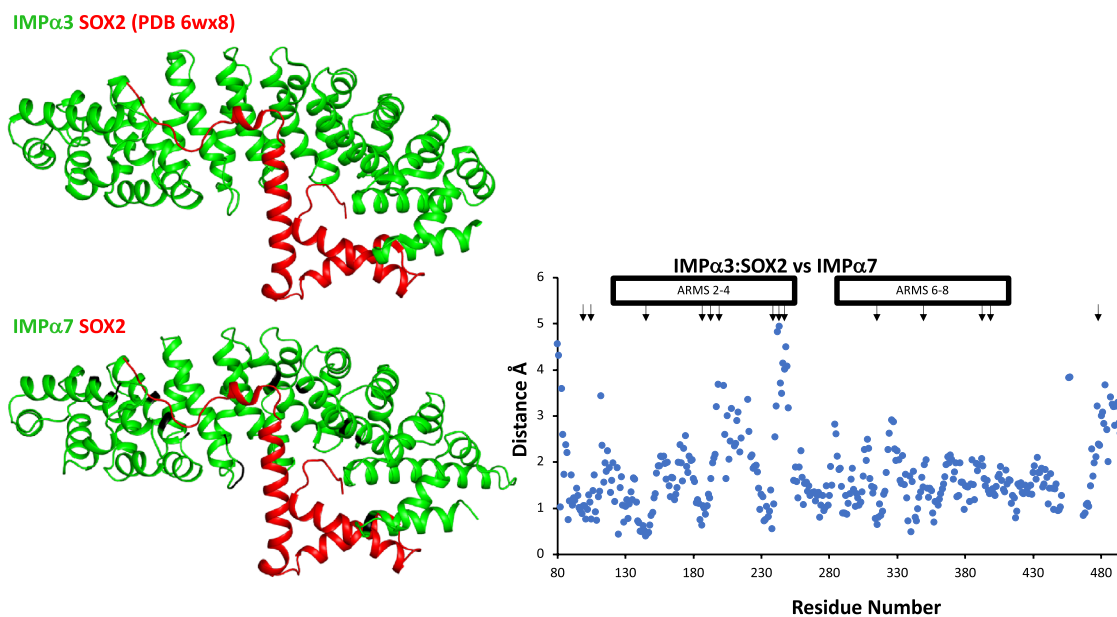 IMPα3 SOX2 (PDB 6wx8)
IMPα7 SOX2
IMPα3:SOX2 vs IMPα7
ARMS 2-4
ARMS 6-8
Distance Å
6
5
4
3
2
1
0
80
130
180
230
280
330
380
430
480
Residue Number